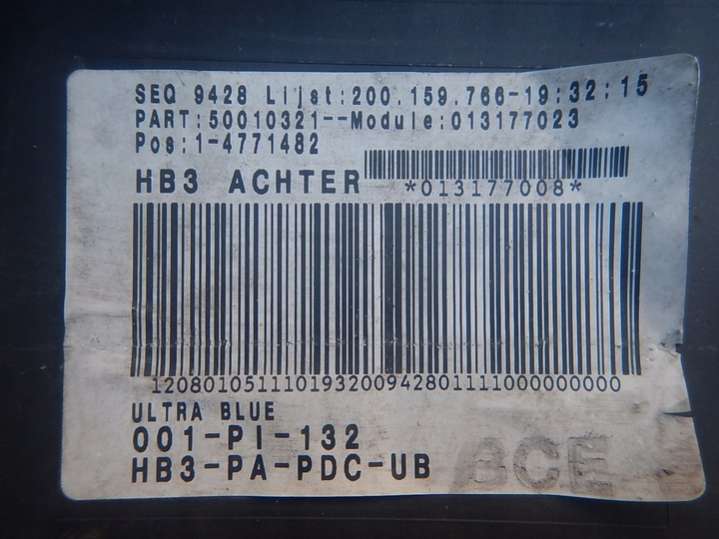 SEQ 9428 Lijst:200.159.766-19:32:15
PART:50010321--Module:013177023
Pos:1-4771482
HB3 ACHTER
*013177008*
120801051110193200942801111000000000
ULTRA BLUE
001-PI-132
HB3-PA-PDC-UB
BCE